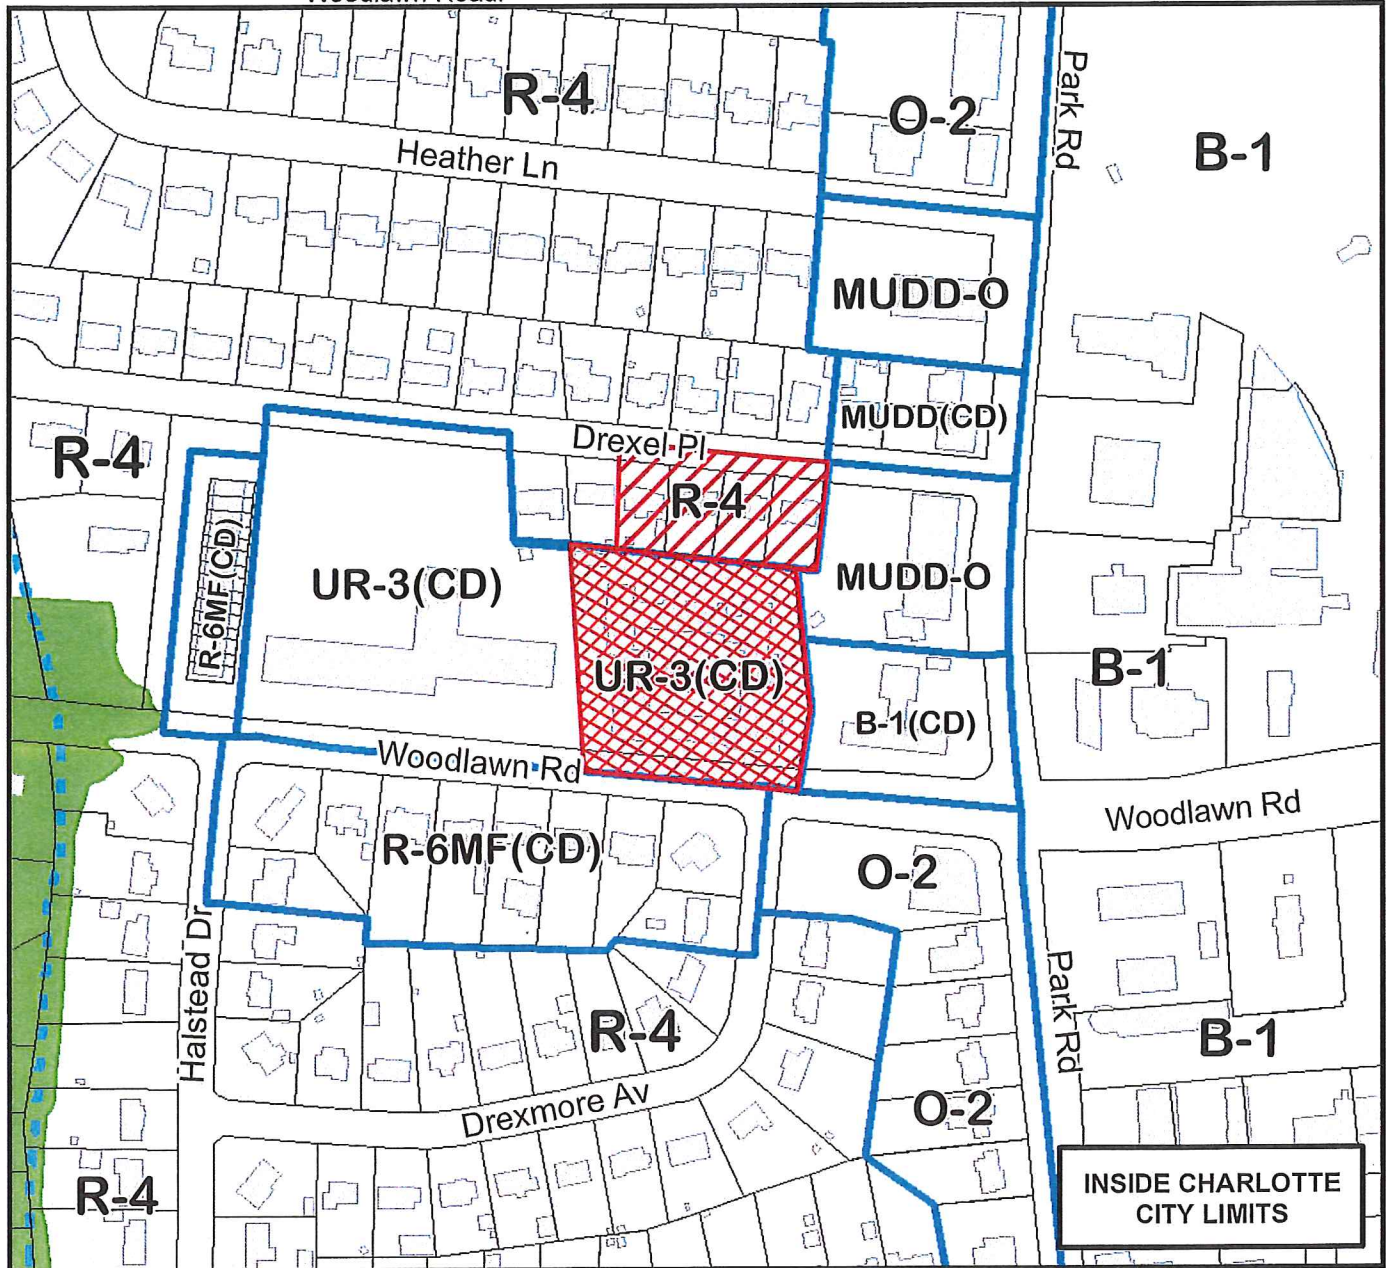 R-4
O-2
Park Rd
B-1
Heather Ln
MUDD-O
MUDD(CD)
Drexel Pl
R-4
R-4
R-6MF(CD)
UR-3(CD)
MUDD-O
UR-3(CD)
B-1
B-1(CD)
Woodlawn Rd
Woodlawn Rd
R-6MF(CD)
O-2
Halstead Dr
Park Rd
R-4
B-1
Drexmore Av
O-2
R-4
INSIDE CHARLOTTE
CITY LIMITS